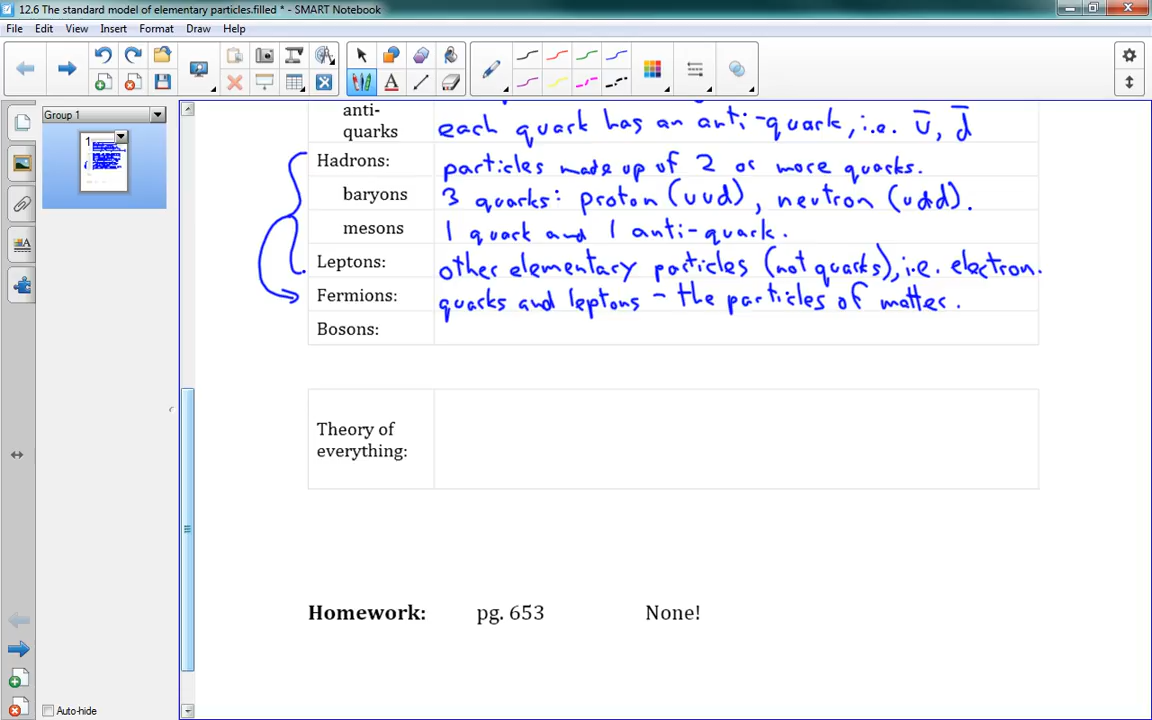 12.6 The standard model of elementary particles.filled * - SMART Notebook
File Edit View Insert Format Draw Help
Group 1
1
anti-
quarks
each quark has an anti-quark, i.e. ū, d̄
Hadrons: particles made up of 2 or more quarks.
baryons 3 quarks: proton (uud), neutron (udd).
mesons 1 quark and 1 anti-quark.
Leptons: other elementary particles (not quarks), i.e. electron.
Fermions: quarks and leptons - the particles of matter.
Bosons:
Theory of
everything:
Homework: pg. 653 None!
Auto-hide